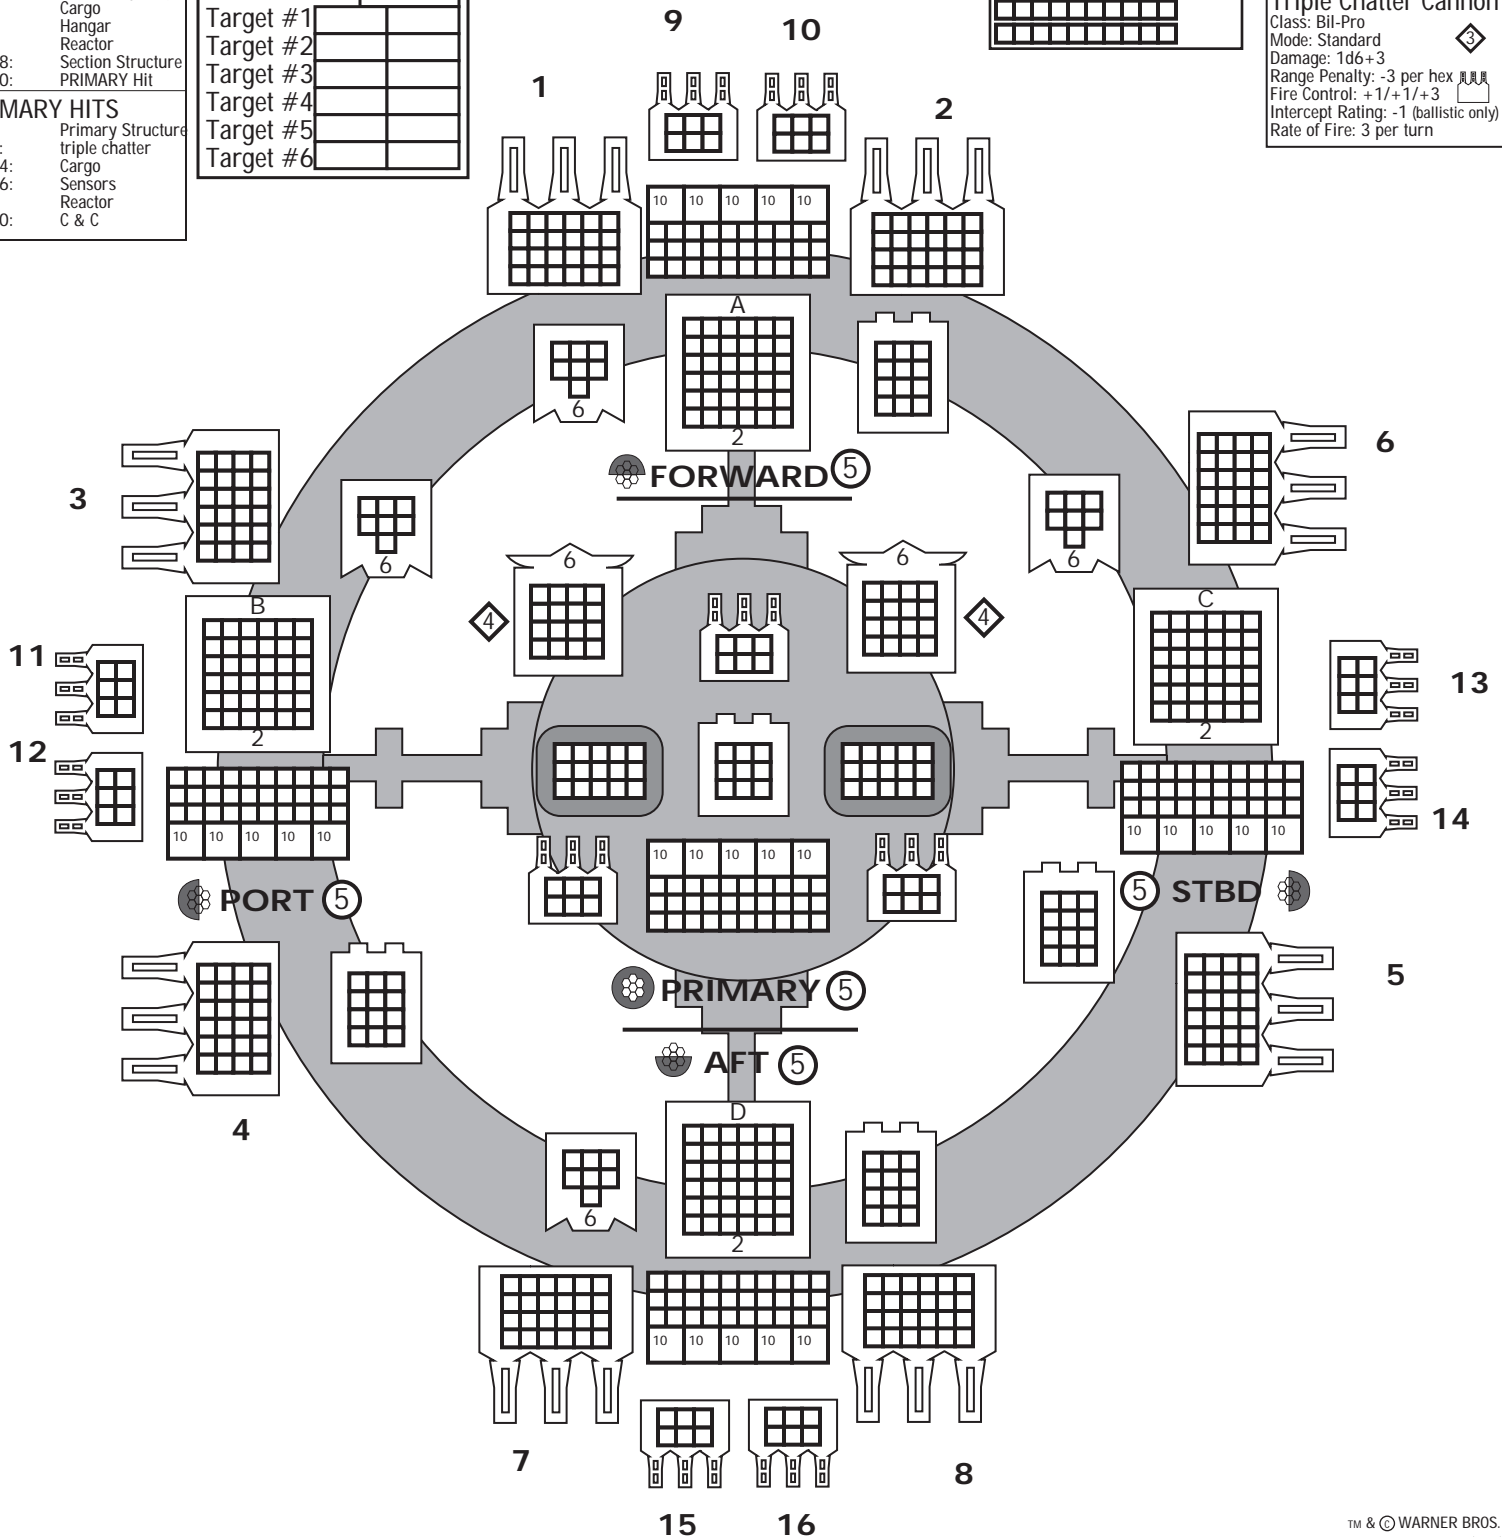 Cargo
Hangar
Reactor
8: Section Structure
0: PRIMARY Hit
MARY HITS
Primary Structure
: triple chatter
4: Cargo
6: Sensors
Reactor
0: C & C
Target #1
Target #2
Target #3
Target #4
Target #5
Target #6
Triple Chatter Cannon
Class: Bil-Pro
Mode: Standard
3
Damage: 1d6+3
Range Penalty: -3 per hex
Fire Control: +1/+1/+3
Intercept Rating: -1 (ballistic only)
Rate of Fire: 3 per turn
9
10
1
2
10 10 10 10 10
A
2
6
FORWARD 5
3
6
6
6
6
6
4
4
B
2
C
2
11
12
13
14
10 10 10 10 10
10 10 10 10 10
10 10 10 10 10
PORT 5
5 STBD
PRIMARY 5
AFT 5
4
5
D
2
6
10 10 10 10 10
7
8
15
16
TM & © WARNER BROS.